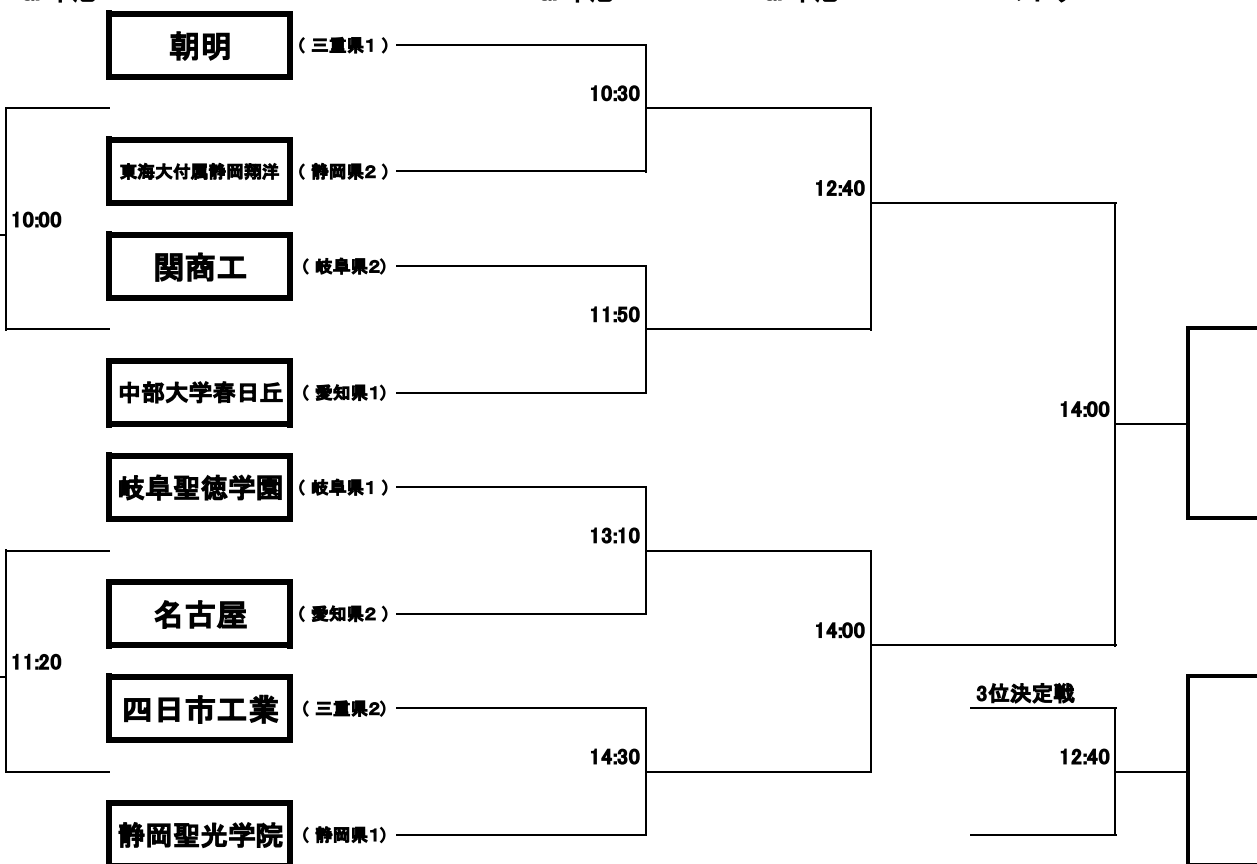 朝明 (三重県1)
10:30
東海大付属静岡翔洋 (静岡県2)
12:40
10:00
関商工 (岐阜県2)
11:50
中部大学春日丘 (愛知県1)
14:00
岐阜聖徳学園 (岐阜県1)
13:10
名古屋 (愛知県2)
14:00
11:20
3位決定戦
四日市工業 (三重県2)
14:30
12:40
静岡聖光学院 (静岡県1)